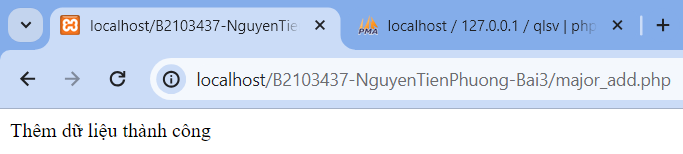 localhost/B2103437-NguyenTie
PMA
localhost / 127.0.0.1 / qlsv | php
localhost/B2103437-NguyenTienPhuong-Bai3/major_add.php
Thêm dữ liệu thành công